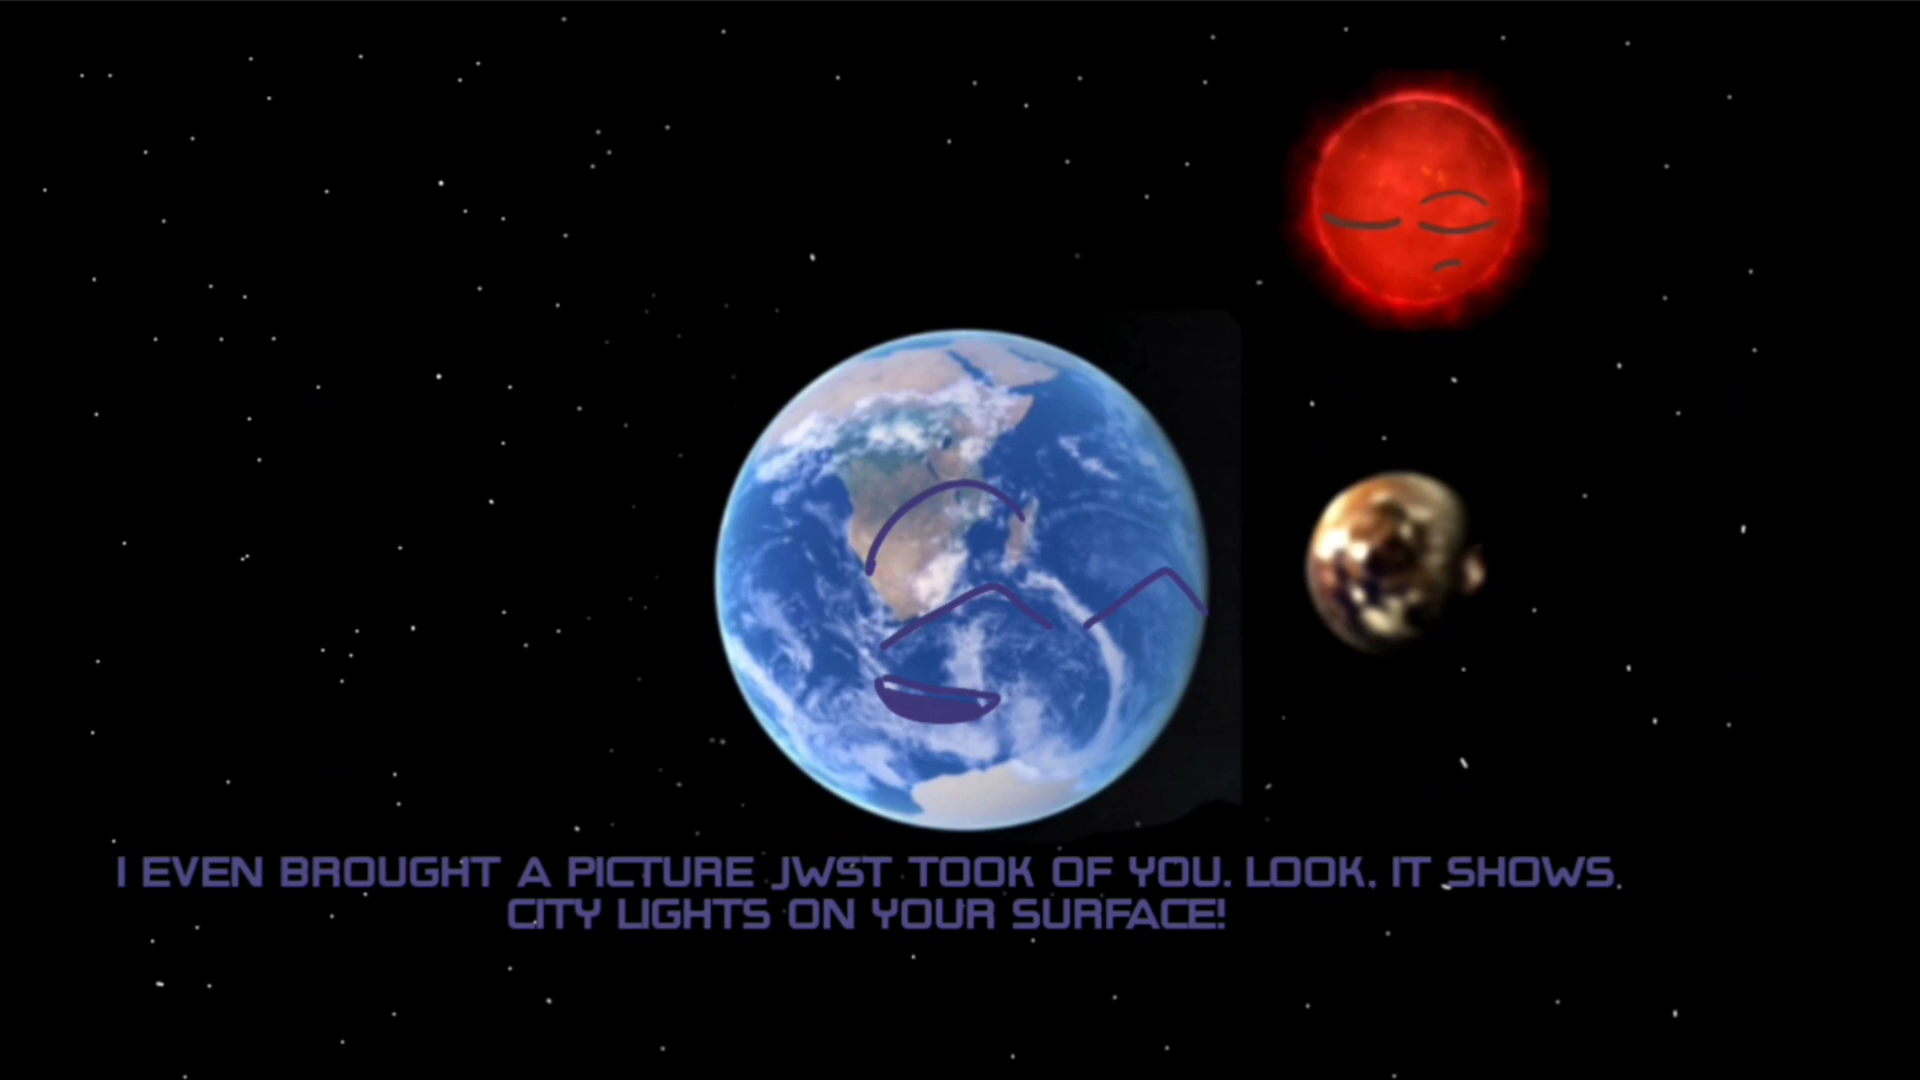 I EVEN BROUGHT A PICTURE JWST TOOK OF YOU. LOOK, IT SHOWS
CITY LIGHTS ON YOUR SURFACE!